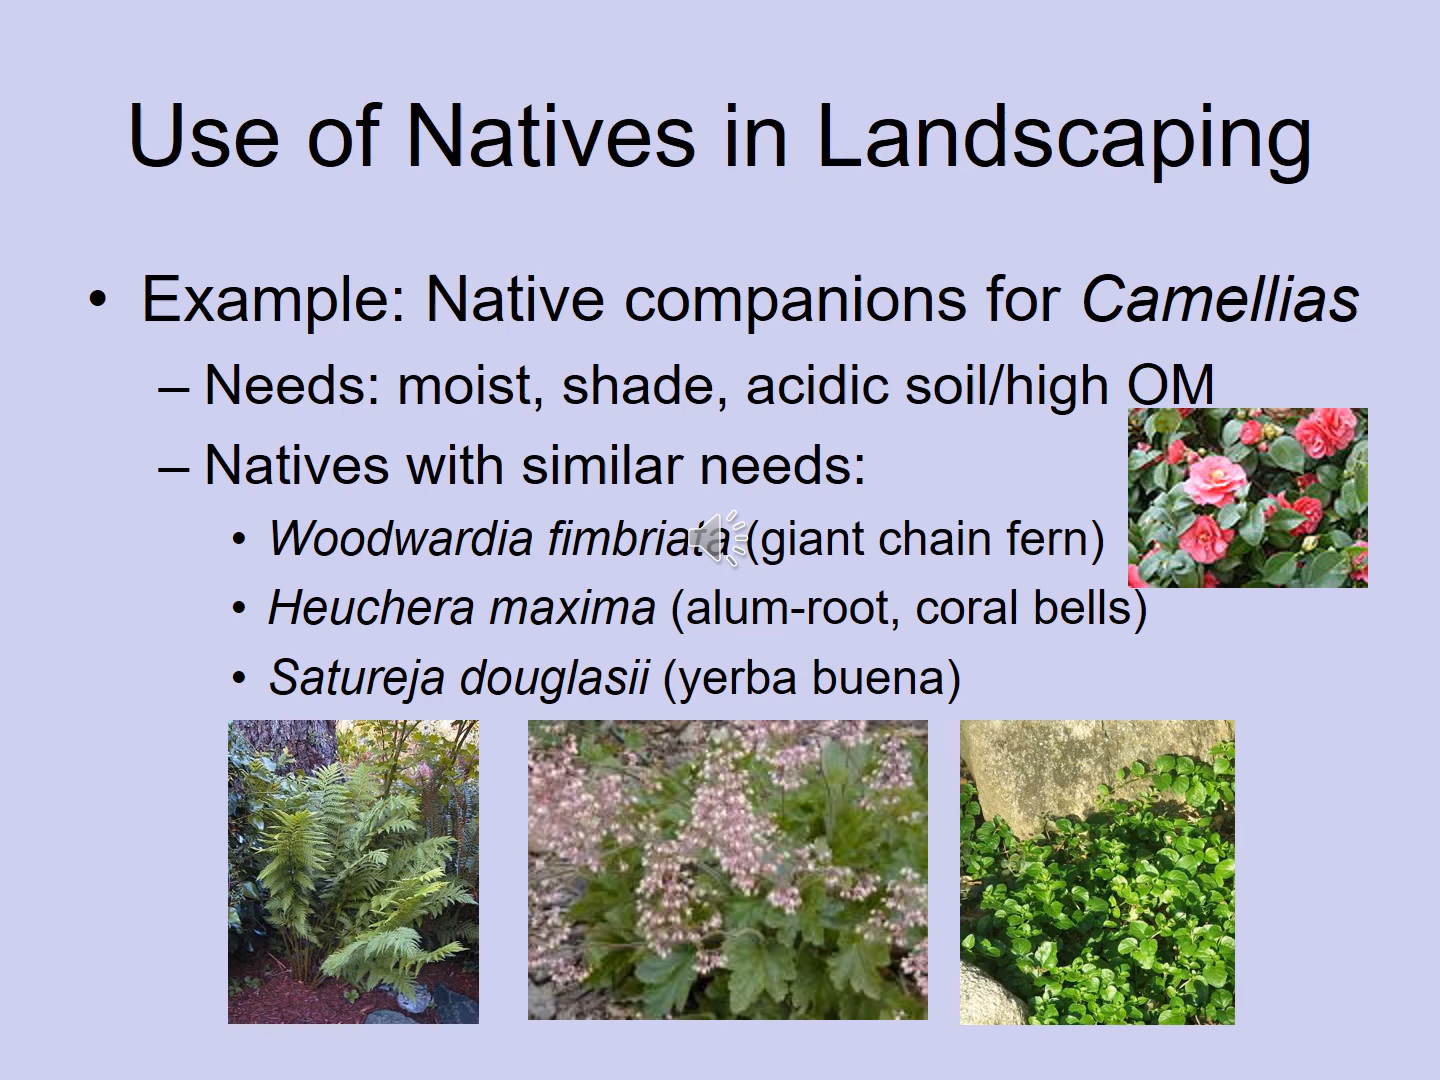 Use of Natives in Landscaping
• Example: Native companions for Camellias
– Needs: moist, shade, acidic soil/high OM
– Natives with similar needs:
• Woodwardia fimbriata (giant chain fern)
• Heuchera maxima (alum-root, coral bells)
• Satureja douglasii (yerba buena)